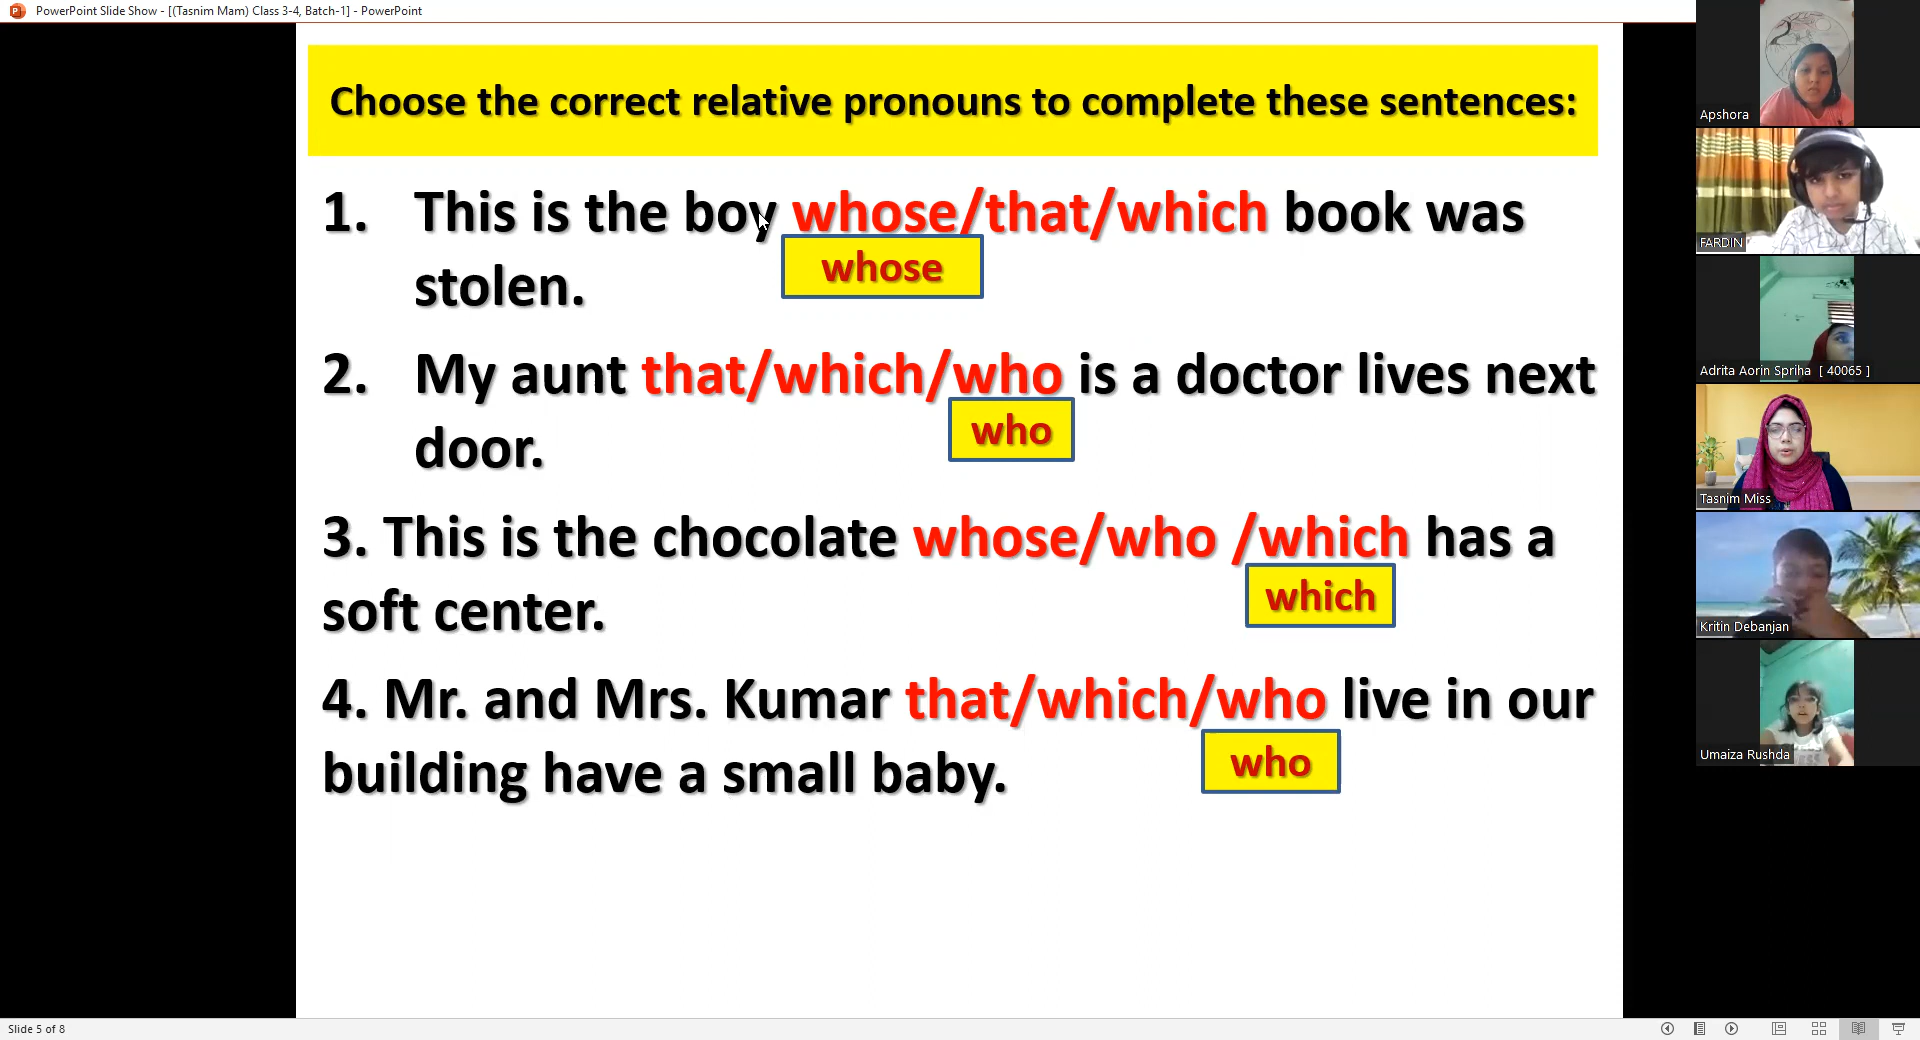 PowerPoint Slide Show - [(Tasnim Mam) Class 3-4, Batch-1] - PowerPoint
Choose the correct relative pronouns to complete these sentences:
1. This is the boy whose/that/which book was
whose
stolen.
2. My aunt that/which/who is a doctor lives next
who
door.
3. This is the chocolate whose/who /which has a
which
soft center.
4. Mr. and Mrs. Kumar that/which/who live in our
who
building have a small baby.
Apshora
FARDIN
Adrita Aorin Spriha [ 40065 ]
Tasnim Miss
Kritin Debanjan
Umaiza Rushda
Slide 5 of 8